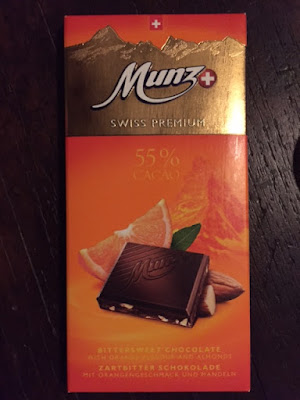 Munz
SWISS PREMIUM
55%
CACAO
Munz
BITTERSWEET CHOCOLATE
WITH ORANGE FLAVOUR AND ALMONDS
ZARTBITTER SCHOKOLADE
MIT ORANGENGESCHMACK UND MANDELN